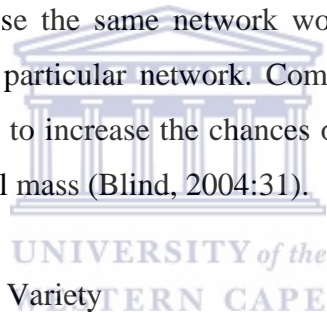 se the same network wo
particular network. Com
to increase the chances o
l mass (Blind, 2004:31).
UNIVERSITY of the
Variety
WESTERN CAPE